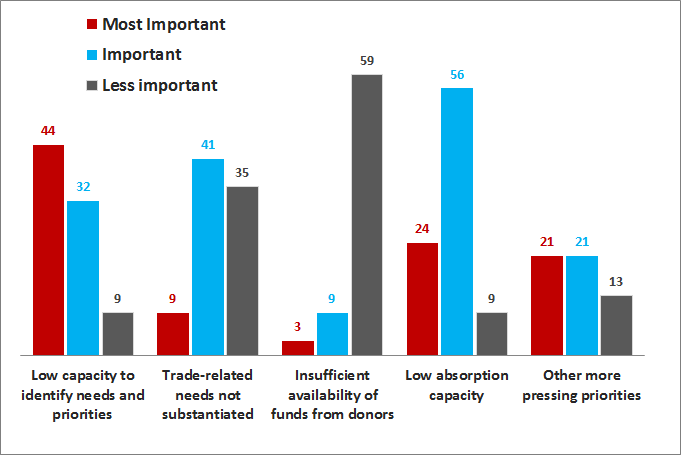 Most Important
Important
Less important
44
32
9
9
41
35
3
9
59
24
56
9
21
21
13
Low capacity to
identify needs and
priorities
Trade-related
needs not
substantiated
Insufficient
availability of
funds from donors
Low absorption
capacity
Other more
pressing priorities